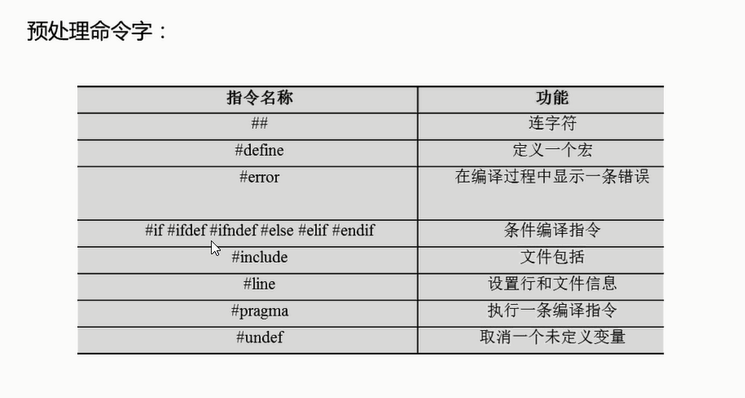 预处理命令字：
指令名称 功能
## 连字符
#define 定义一个宏
#error 在编译过程中显示一条错误
#if #ifdef #ifndef #else #elif #endif 条件编译指令
#include 文件包括
#line 设置行和文件信息
#pragma 执行一条编译指令
#undef 取消一个未定义变量